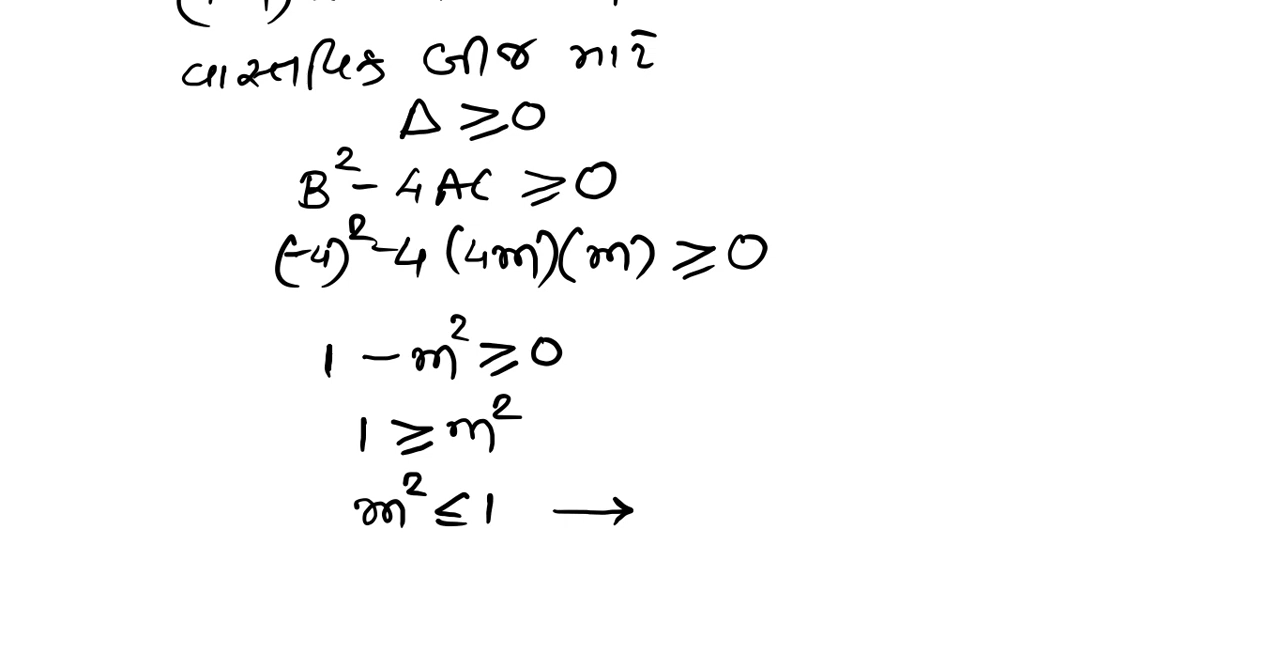 વાસ્તવિક બીજ માટે
Δ ≥ 0
B² - 4AC ≥ 0
(-4)² - 4 (4m)(m) ≥ 0
1 - m² ≥ 0
1 ≥ m²
m² ≤ 1 →